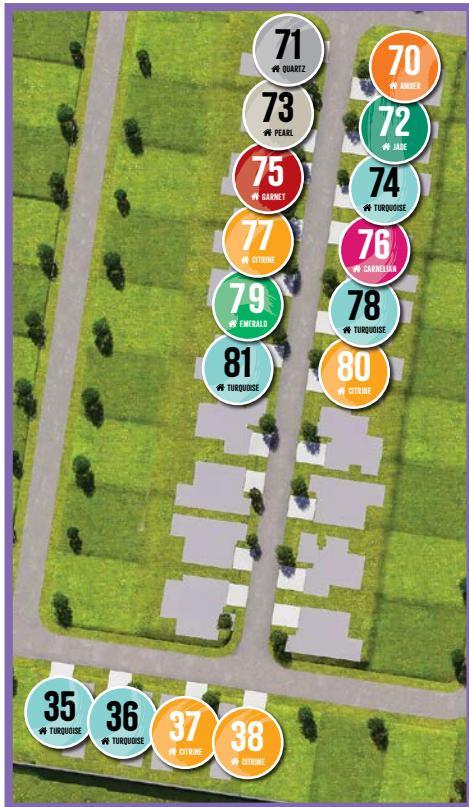 71
QUARTZ
70
AMBER
73
PEARL
72
JADE
75
GARNET
74
TURQUOISE
77
CITRINE
76
CARNELIAN
79
EMERALD
78
TURQUOISE
81
TURQUOISE
80
CITRINE
35
TURQUOISE
36
TURQUOISE
37
CITRINE
38
CITRINE